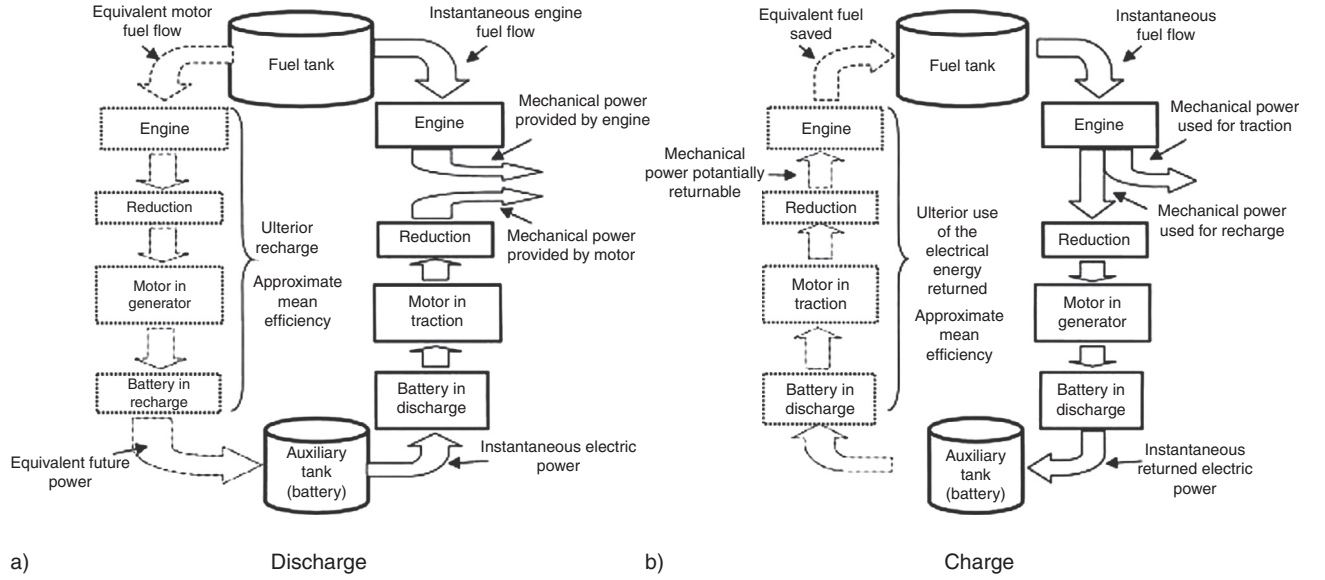 Equivalent motor
fuel flow
Fuel tank
Instantaneous engine
fuel flow
Engine
Reduction
Motor in
generator
Battery in
recharge
Ulterior
recharge
Approximate
mean
efficiency
Equivalent future
power
Engine
Mechanical power
provided by engine
Reduction
Mechanical power
provided by motor
Motor in
traction
Battery in
discharge
Auxiliary
tank
(battery)
Instantaneous electric
power
a)
Discharge
Equivalent fuel
saved
Fuel tank
Instantaneous
fuel flow
Engine
Mechanical
power potentially
returnable
Reduction
Motor in
traction
Battery in
discharge
Ulterior use
of the
electrical
energy
returned
Approximate
mean
efficiency
Engine
Mechanical power
used for traction
Mechanical power
used for recharge
Reduction
Motor in
generator
Battery in
discharge
Auxiliary
tank
(battery)
Instantaneous
returned electric
power
b)
Charge